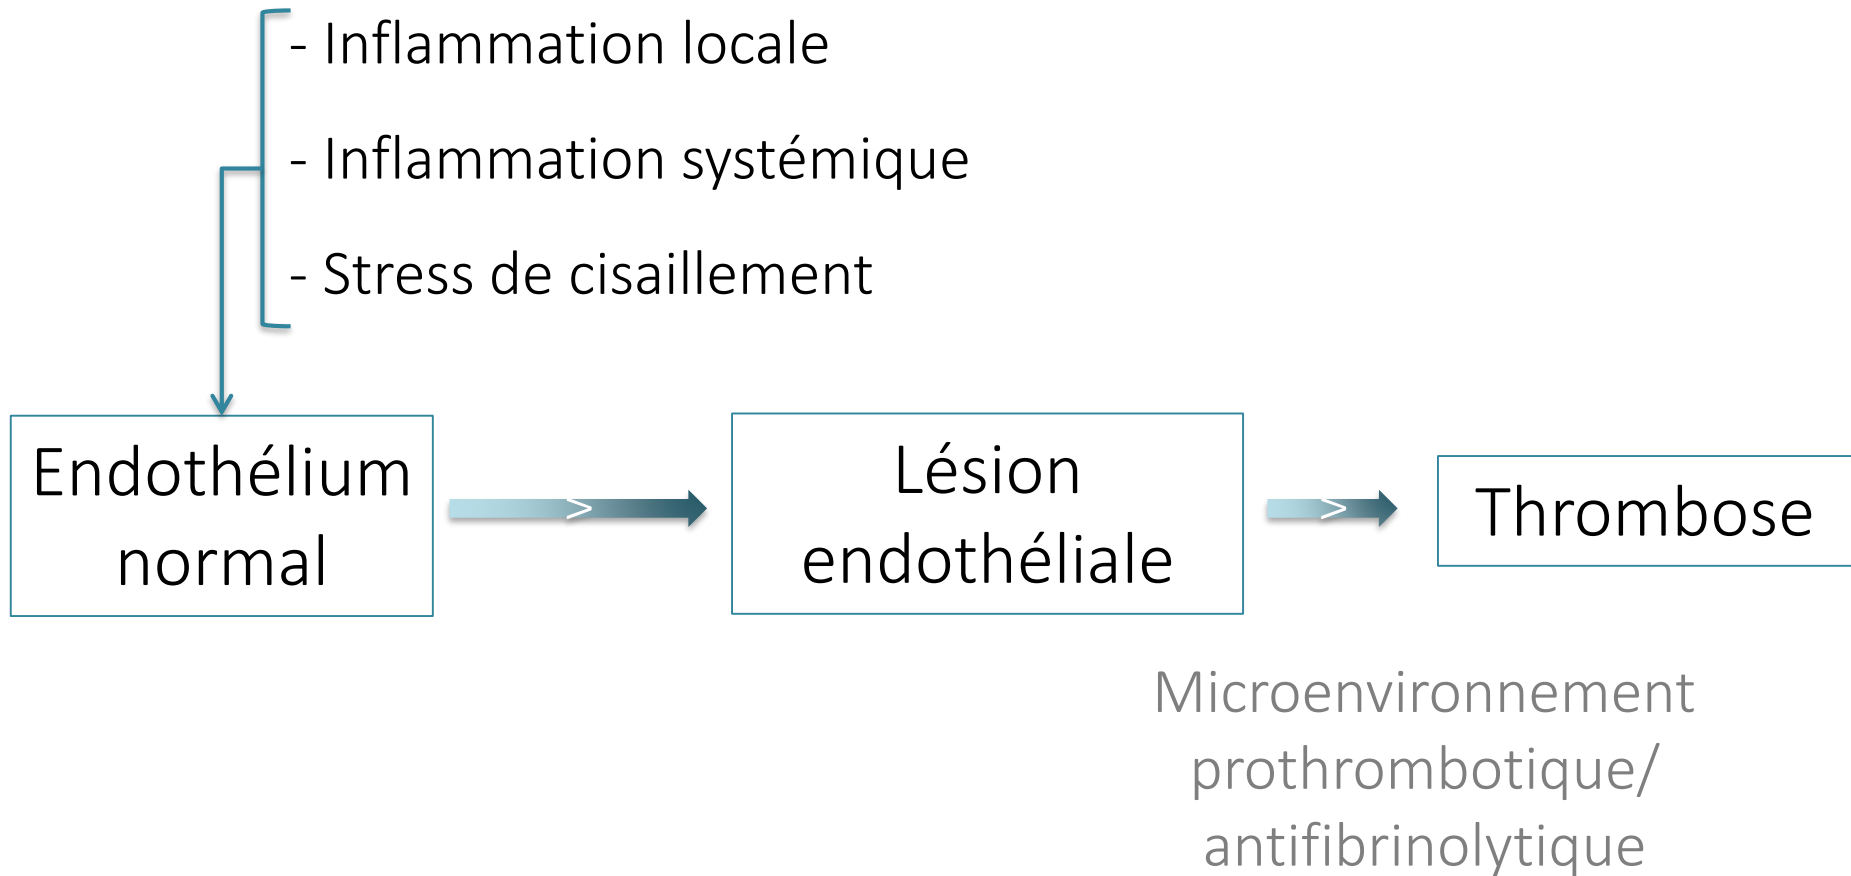 - Inflammation locale
- Inflammation systémique
- Stress de cisaillement
Endothélium
normal
>
Lésion
endothéliale
>
Thrombose
Microenvironnement
prothrombotique/
antifibrinolytique